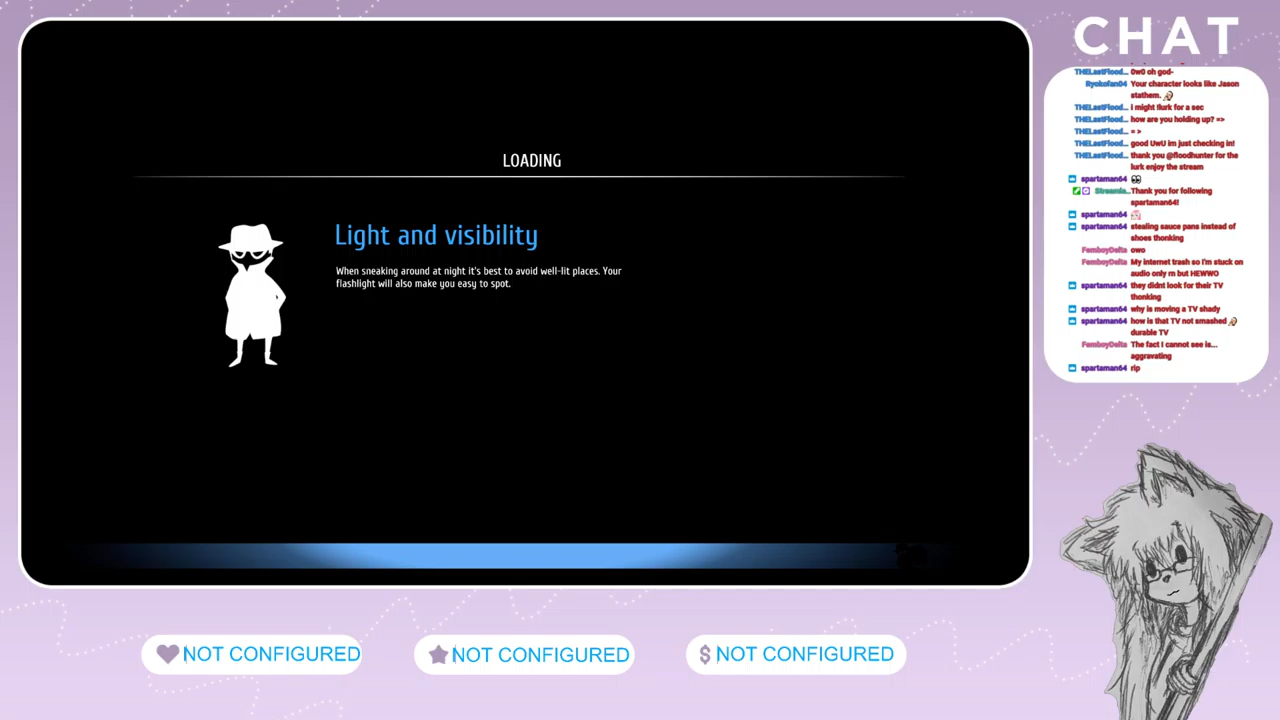 CHAT
THELastFlood... 0w0 oh god-
Ryokofan04 Your character looks like Jason
stathem.
THELastFlood... i might !lurk for a sec
THELastFlood... how are you holding up? =>
THELastFlood... = >
THELastFlood... good UwU im just checking in!
THELastFlood... thank you @floodhunter for the
lurk enjoy the stream
spartaman64
Streamla... Thank you for following
spartaman64!
spartaman64
spartaman64 stealing sauce pans instead of
shoes thonking
FemboyDelta owo
FemboyDelta My internet trash so I'm stuck on
audio only rn but HEWWO
spartaman64 they didnt look for their TV
thonking
spartaman64 why is moving a TV shady
spartaman64 how is that TV not smashed
durable TV
FemboyDelta The fact I cannot see is...
aggravating
spartaman64 rip
LOADING
Light and visibility
When sneaking around at night it's best to avoid well-lit places. Your
flashlight will also make you easy to spot.
NOT CONFIGURED
NOT CONFIGURED
$ NOT CONFIGURED